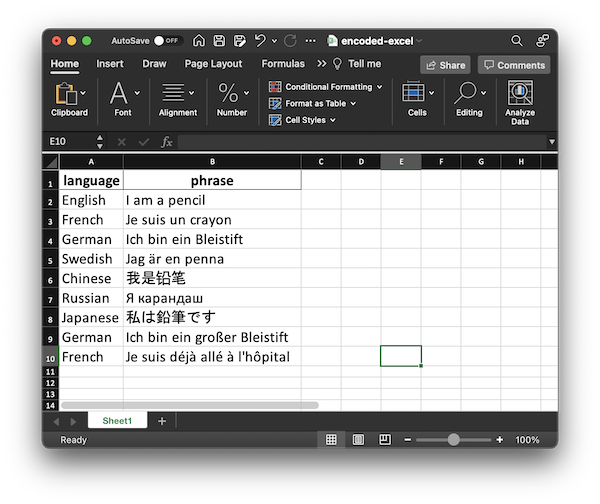 AutoSave OFF encoded-excel
Home Insert Draw Page Layout Formulas Tell me Share Comments
Clipboard Font Alignment Number Conditional Formatting Format as Table Cell Styles Cells Editing Analyze Data
E10 fx
A B C D E F G H
1 language phrase
2 English I am a pencil
3 French Je suis un crayon
4 German Ich bin ein Bleistift
5 Swedish Jag är en penna
6 Chinese 我是铅笔
7 Russian Я карандаш
8 Japanese 私は鉛筆です
9 German Ich bin ein großer Bleistift
10 French Je suis déjà allé à l'hôpital
11
12
13
14
Sheet1 +
Ready 100%